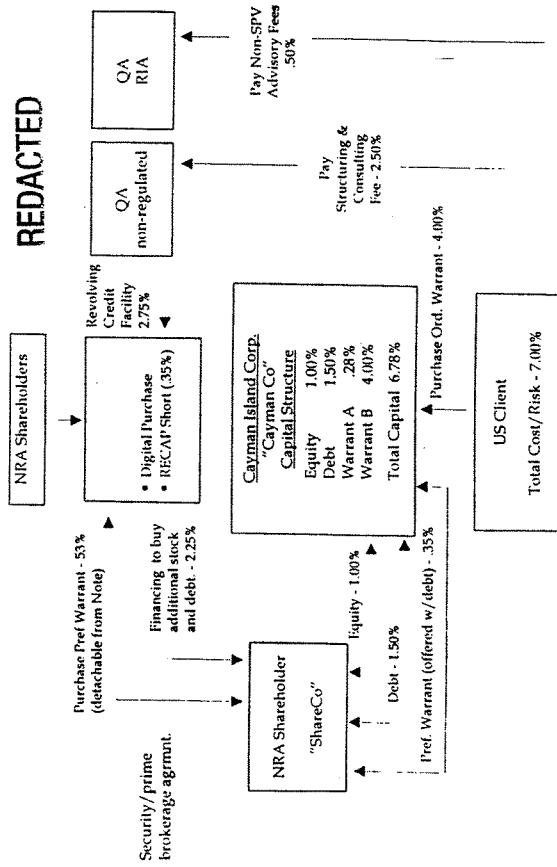 REDACTED
NRA Shareholders
QA
non-regulated
QA
RIA
Revolving
Credit
Facility
2.75%
• Digital Purchase
• RECAP Short (.35%)
Purchase Pref Warrant - 53%
(detachable from Note)
Financing to buy
additional stock
and debt. - 2.25%
Security/prime
brokerage agrmnt.
Pay Non-SPV
Advisory Fees
.50%
Pay
Structuring &
Consulting
Fee - 2.50%
Cayman Island Corp.
"Cayman Co"
Capital Structure
Equity 1.00%
Debt 1.50%
Warrant A .28%
Warrant B 4.00%
Total Capital 6.78%
NRA Shareholder
"ShareCo"
Equity - 1.00%
Debt - 1.50%
Pref. Warrant (offered w/debt) - .35%
Purchase Ord. Warrant - 4.00%
US Client
Total Cost/Risk - 7.00%